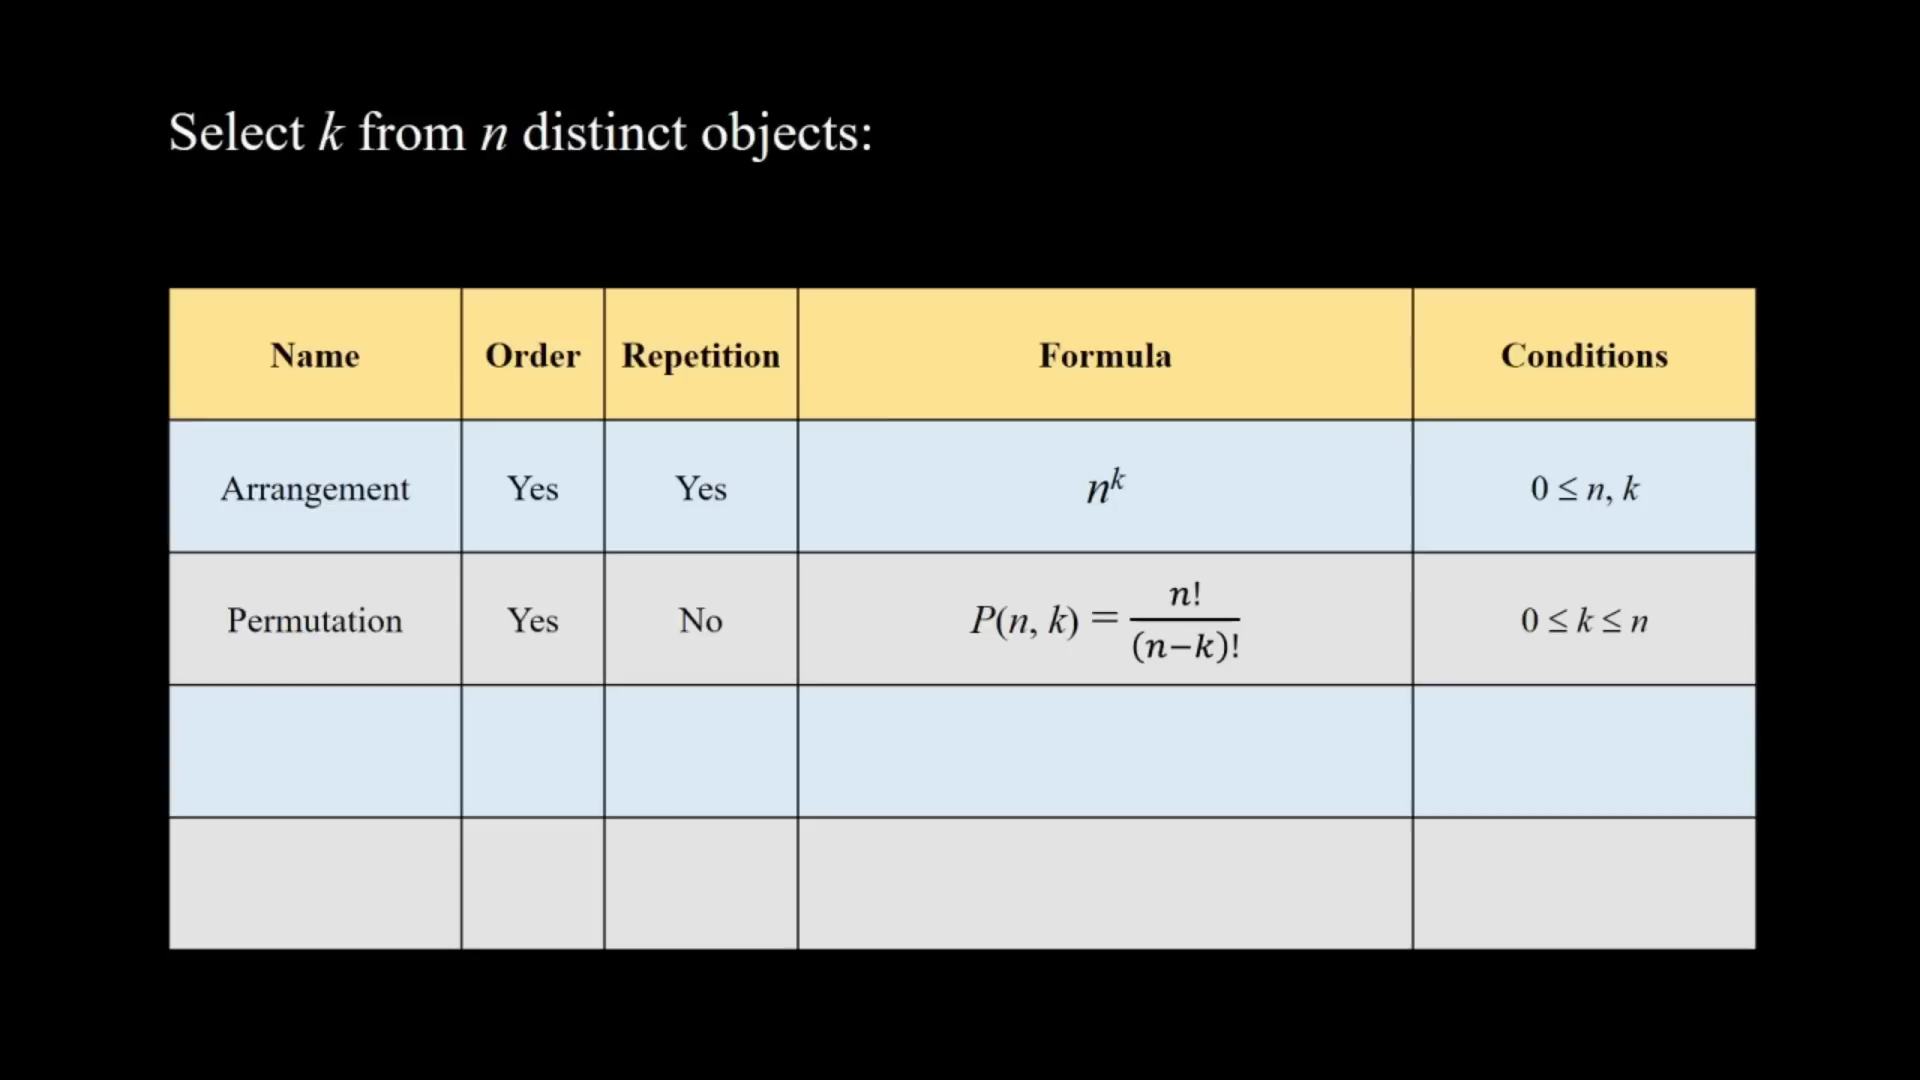 Select k from n distinct objects:
Name Order Repetition Formula Conditions
Arrangement Yes Yes n^k 0 ≤ n, k
Permutation Yes No P(n, k) = n!/(n−k)! 0 ≤ k ≤ n